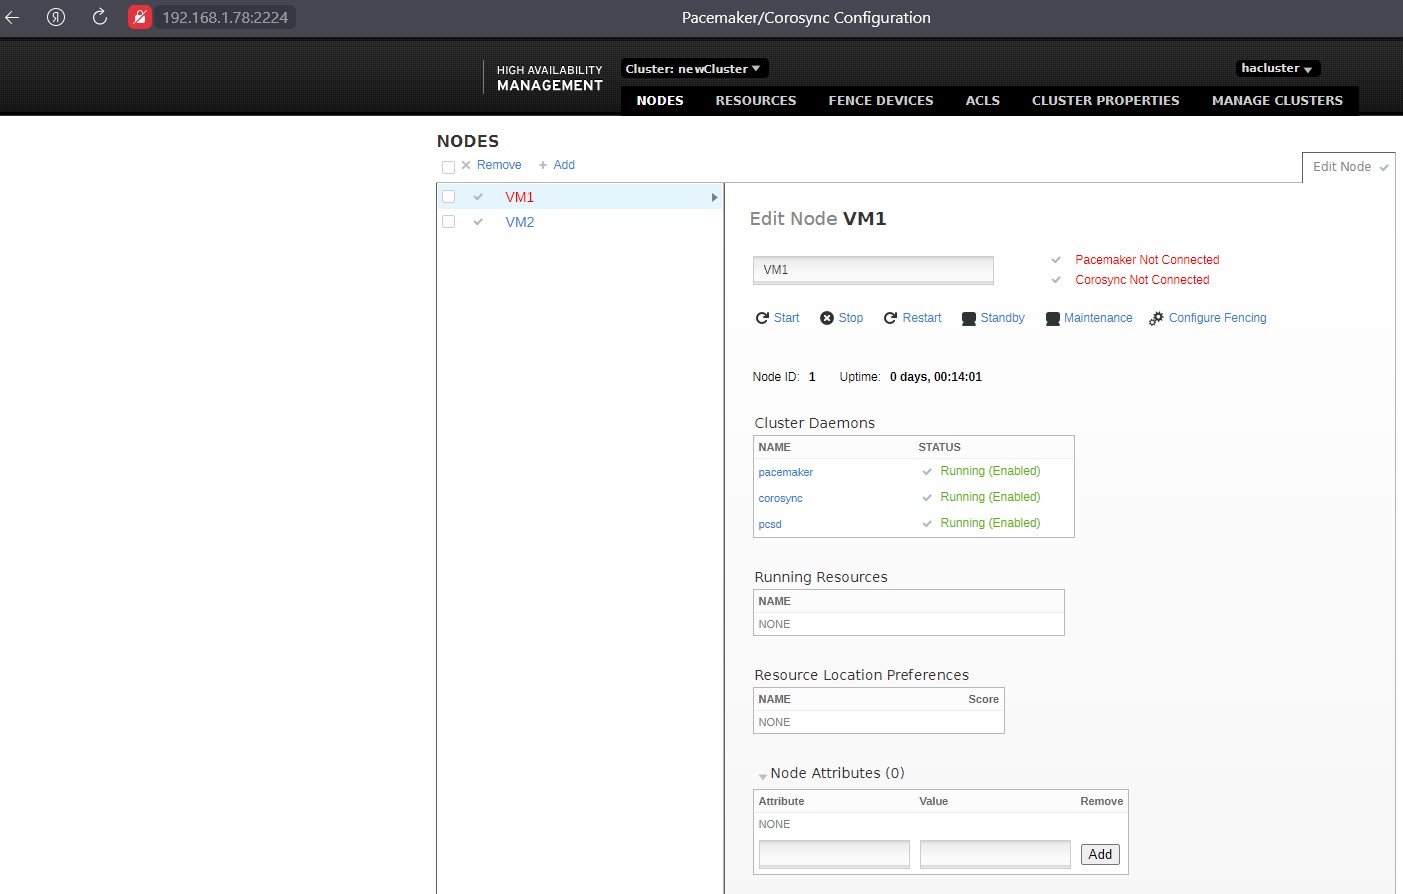 Я 192.168.1.78:2224 Pacemaker/Corosync Configuration
HIGH AVAILABILITY
MANAGEMENT
Cluster: newCluster
hacluster
NODES RESOURCES FENCE DEVICES ACLS CLUSTER PROPERTIES MANAGE CLUSTERS
NODES
Remove + Add
Edit Node
VM1
VM2
Edit Node VM1
VM1
Pacemaker Not Connected
Corosync Not Connected
Start Stop Restart Standby Maintenance Configure Fencing
Node ID: 1 Uptime: 0 days, 00:14:01
Cluster Daemons
NAME STATUS
pacemaker Running (Enabled)
corosync Running (Enabled)
pcsd Running (Enabled)
Running Resources
NAME
NONE
Resource Location Preferences
NAME Score
NONE
Node Attributes (0)
Attribute Value Remove
NONE
Add